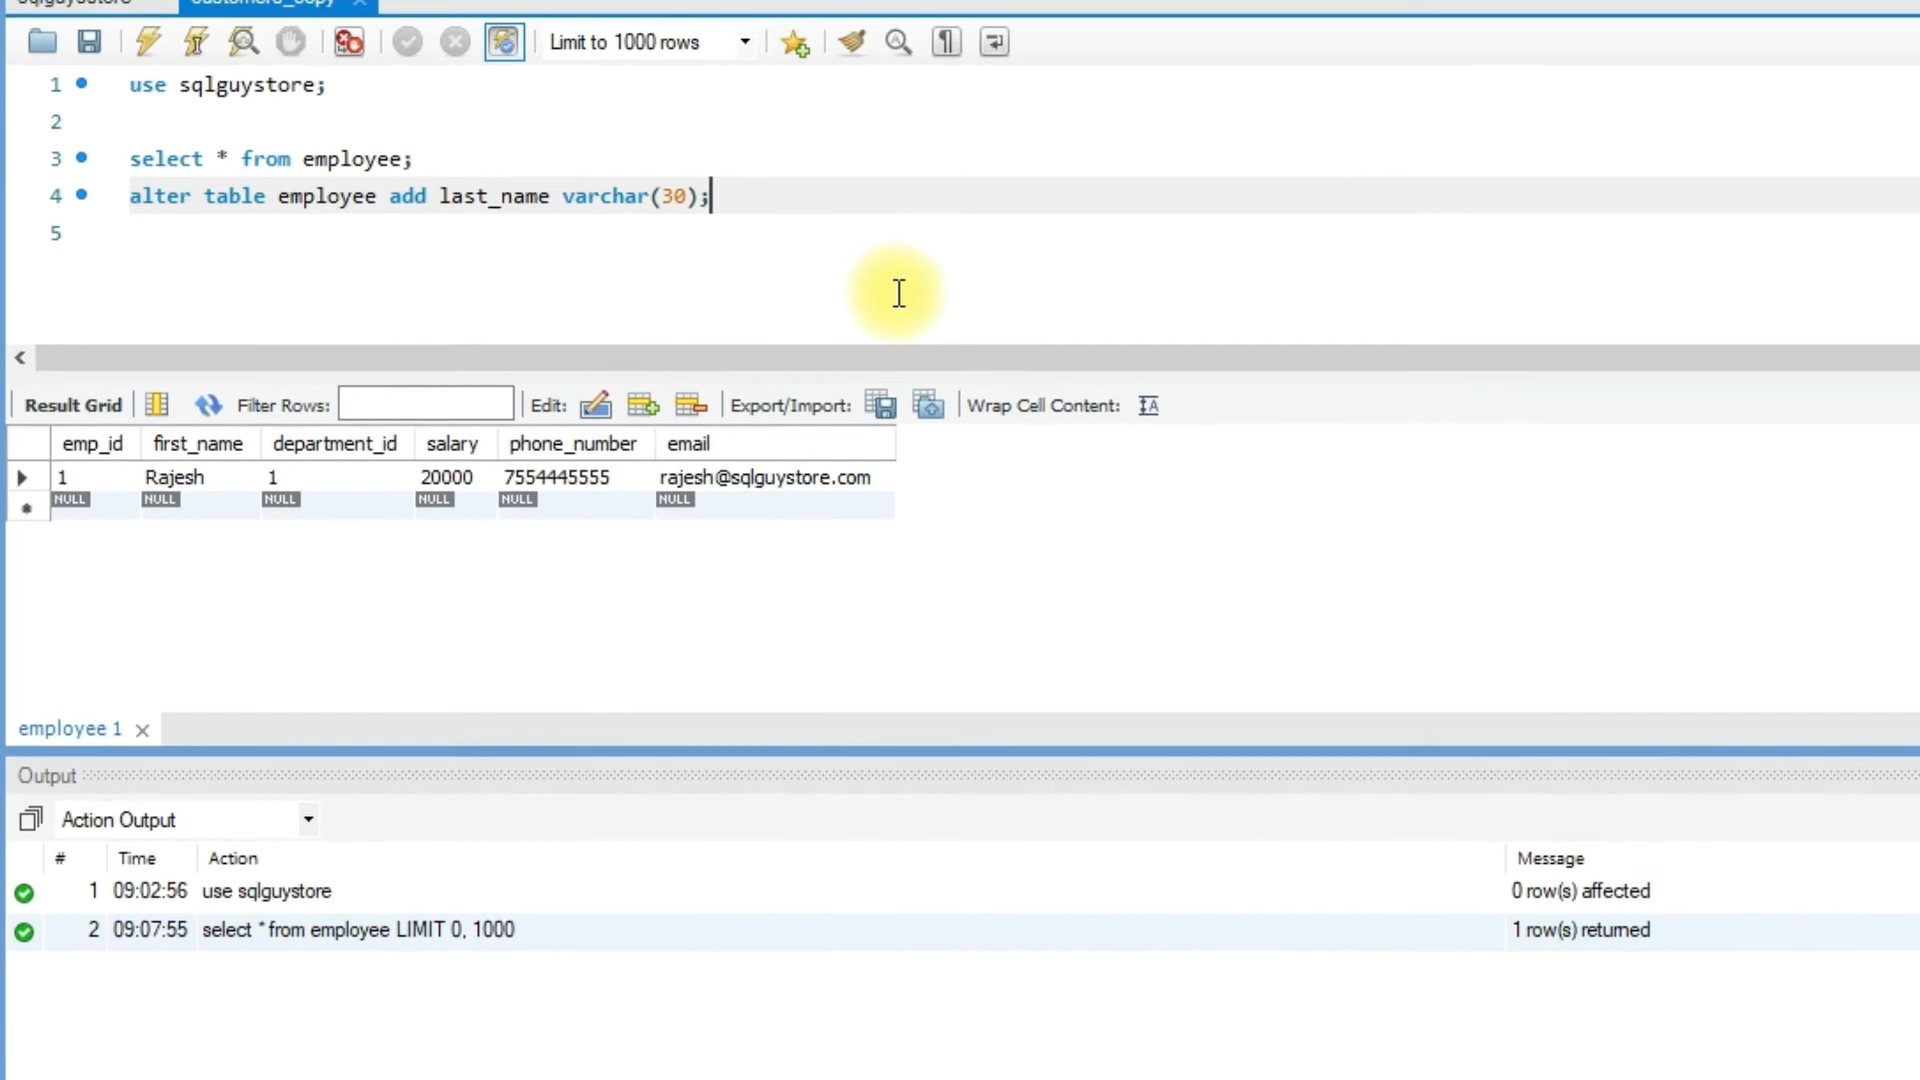 Limit to 1000 rows
1 use sqlguystore;
2
3 select * from employee;
4 alter table employee add last_name varchar(30);
5
Result Grid Filter Rows: Edit: Export/Import: Wrap Cell Content:
emp_id first_name department_id salary phone_number email
1 Rajesh 1 20000 7554445555 rajesh@sqlguystore.com
NULL NULL NULL NULL NULL NULL
employee 1
Output
Action Output
# Time Action Message
1 09:02:56 use sqlguystore 0 row(s) affected
2 09:07:55 select * from employee LIMIT 0, 1000 1 row(s) returned